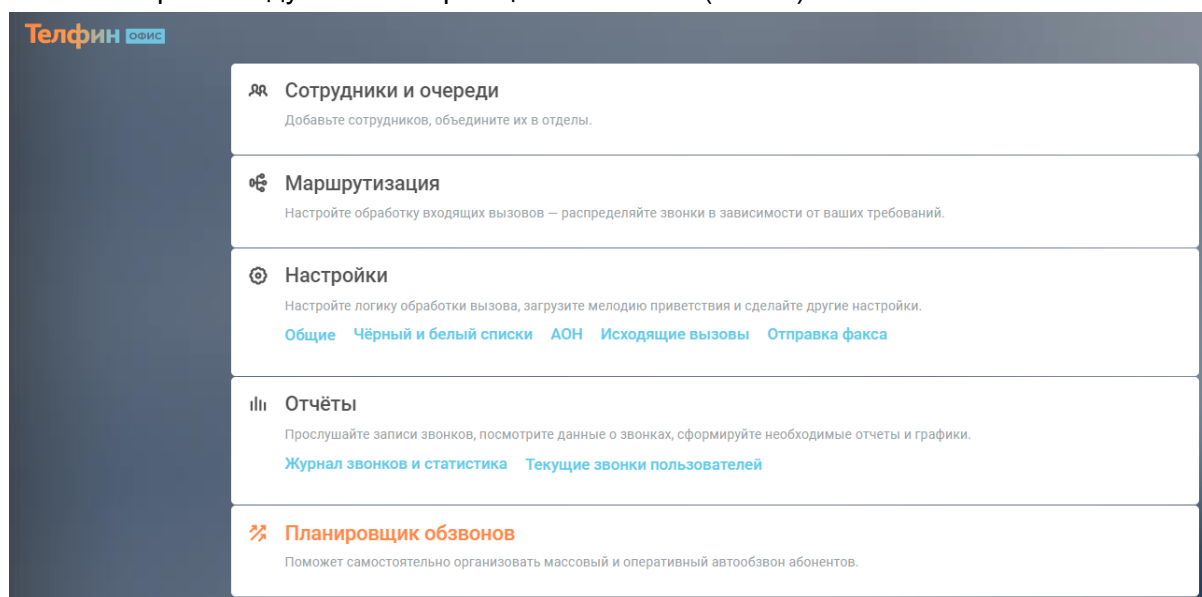 Телфин ОФИС
Сотрудники и очереди
Добавьте сотрудников, объедините их в отделы.
Маршрутизация
Настройте обработку входящих вызовов — распределяйте звонки в зависимости от ваших требований.
Настройки
Настройте логику обработки вызова, загрузите мелодию приветствия и сделайте другие настройки.
Общие Чёрный и белый списки АОН Исходящие вызовы Отправка факса
Отчёты
Прослушайте записи звонков, посмотрите данные о звонках, сформируйте необходимые отчеты и графики.
Журнал звонков и статистика Текущие звонки пользователей
Планировщик обзвонов
Поможет самостоятельно организовать массовый и оперативный автообзвон абонентов.